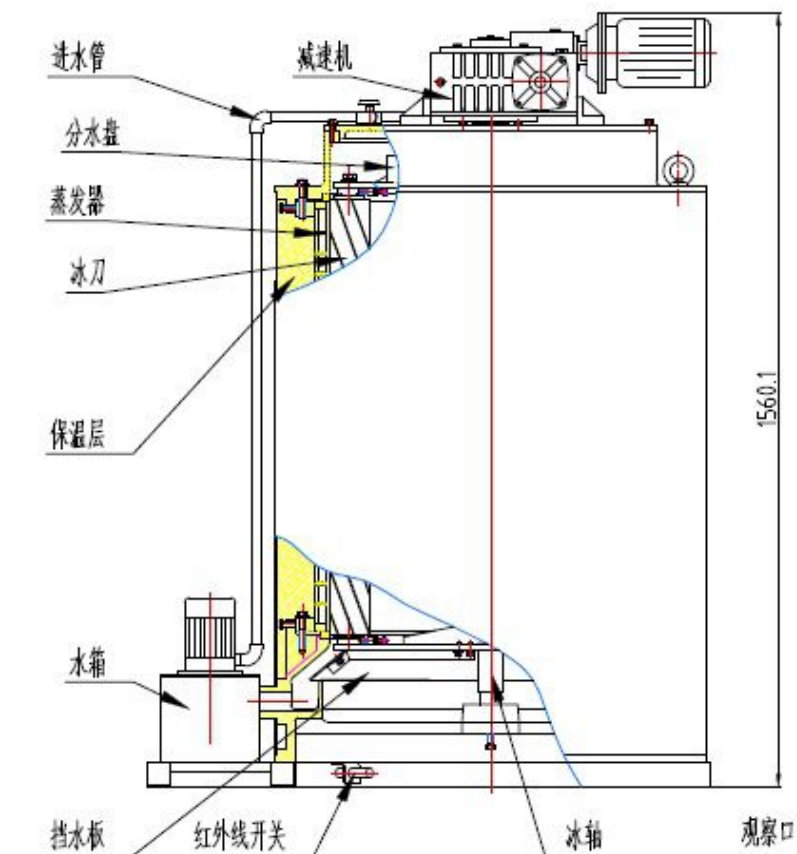 进水管
减速机
分水盘
蒸发器
冰刀
保温层
1560.1
水箱
挡水板
红外线开关
冰轴
观察口